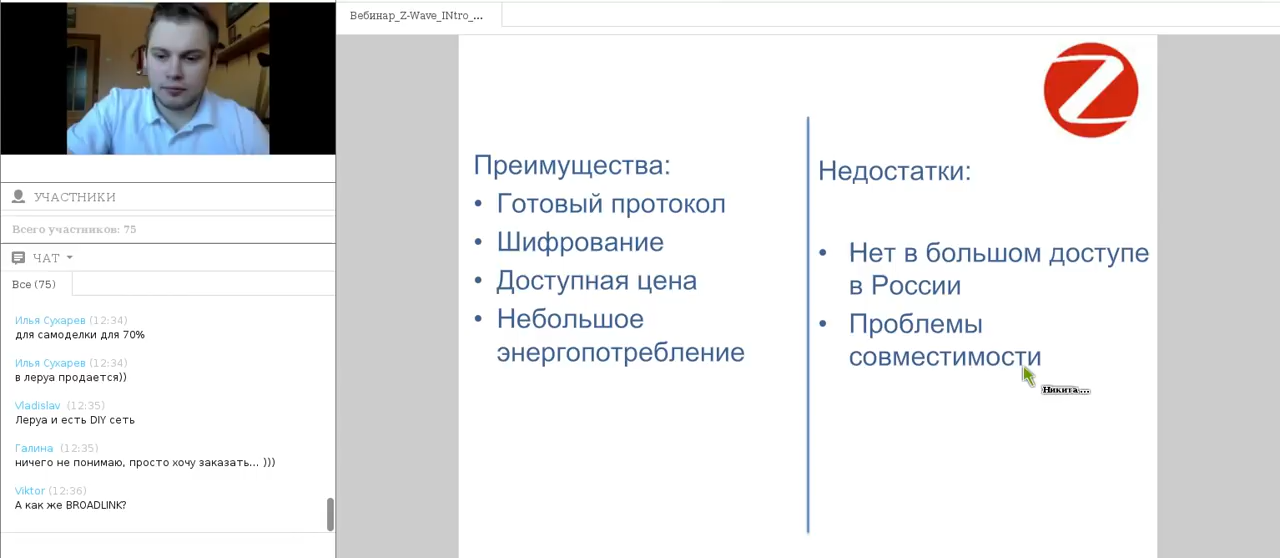 Вебинар_Z-Wave_INtro_...
УЧАСТНИКИ
Всего участников: 75
ЧАТ
Все (75)
Илья Сухарев (12:34)
для самоделки для 70%
Илья Сухарев (12:34)
в леруа продается))
Vladislav (12:35)
Леруа и есть DIY сеть
Галина (12:35)
ничего не понимаю, просто хочу заказать... )))
Viktor (12:36)
А как же BROADLINK?
Преимущества:
• Готовый протокол
• Шифрование
• Доступная цена
• Небольшое
энергопотребление
Z
Недостатки:
• Нет в большом доступе
в России
• Проблемы
совместимости
Никита...